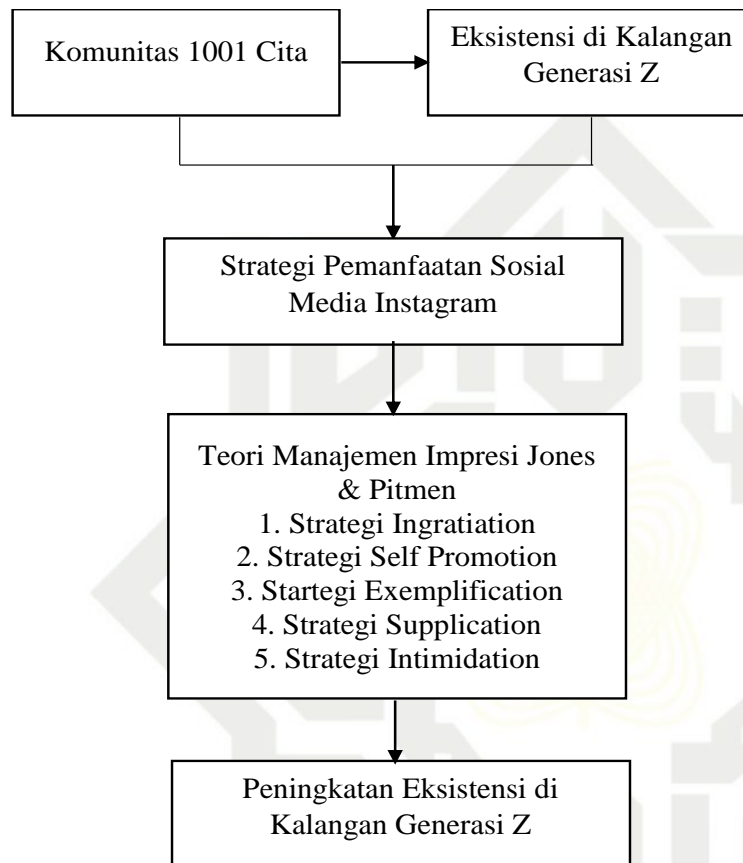 Komunitas 1001 Cita
Eksistensi di Kalangan
Generasi Z
Strategi Pemanfaatan Sosial
Media Instagram
Teori Manajemen Impresi Jones
& Pitmen
1. Strategi Ingratiation
2. Strategi Self Promotion
3. Startegi Exemplification
4. Strategi Supplication
5. Strategi Intimidation
Peningkatan Eksistensi di
Kalangan Generasi Z